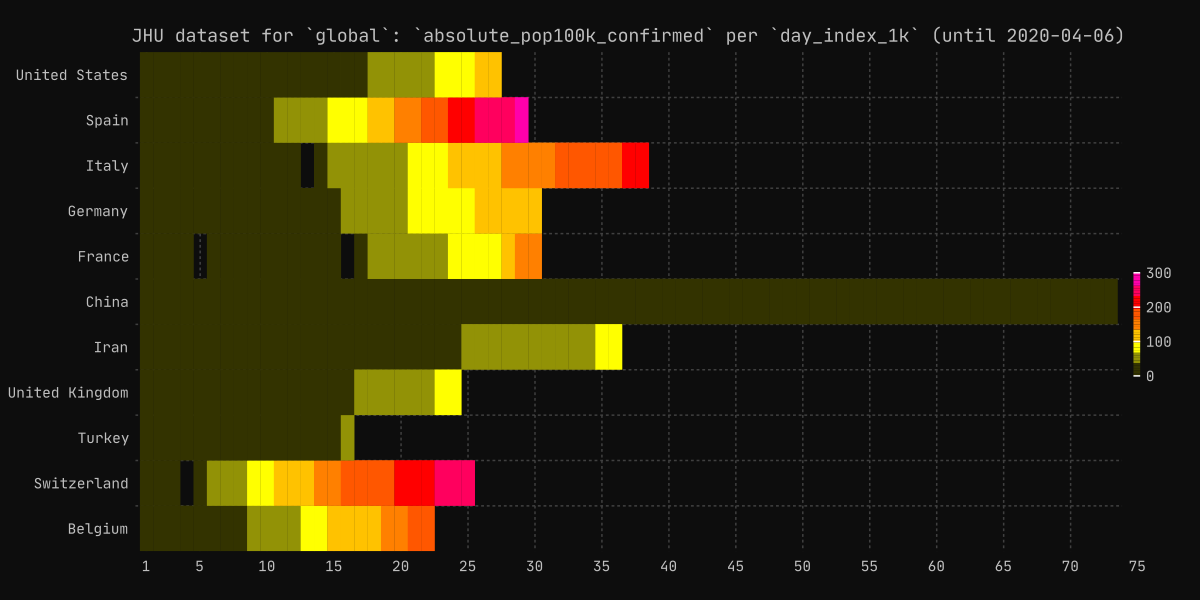 JHU dataset for `global`: `absolute_pop100k_confirmed` per `day_index_1k` (until 2020-04-06)
United States
Spain
Italy
Germany
France
China
Iran
United Kingdom
Turkey
Switzerland
Belgium
300
200
100
0
1 5 10 15 20 25 30 35 40 45 50 55 60 65 70 75